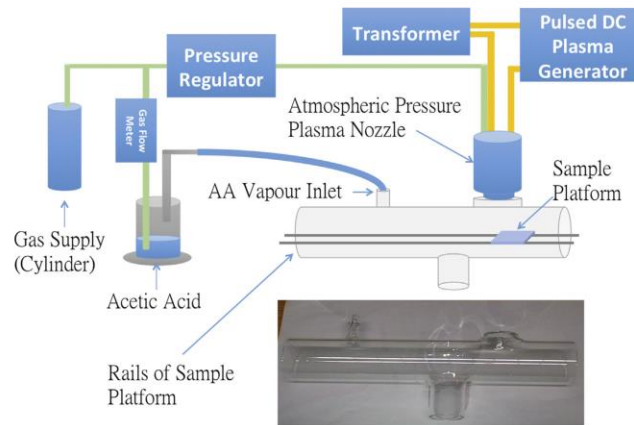 Transformer
Pulsed DC
Plasma
Generator
Pressure
Regulator
Gas Flow
Meter
Atmospheric Pressure
Plasma Nozzle
Sample
Platform
AA Vapour Inlet
Gas Supply
(Cylinder)
Acetic Acid
Rails of Sample
Platform